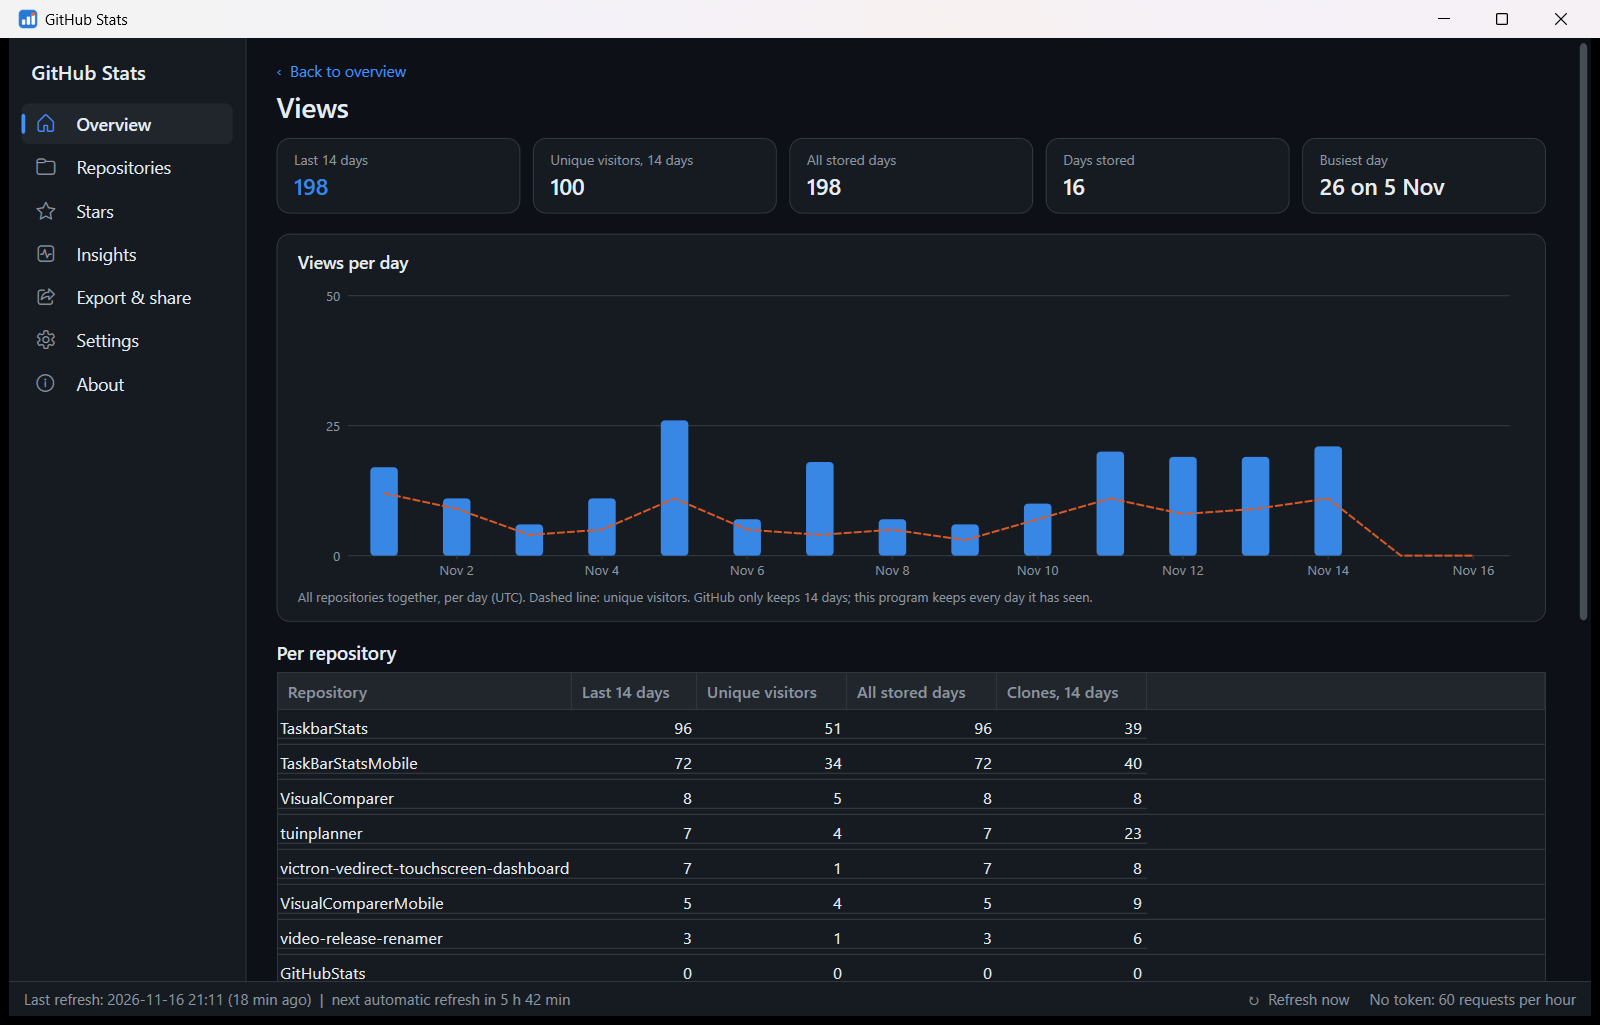 GitHub Stats
GitHub Stats
Overview
Repositories
Stars
Insights
Export & share
Settings
About
‹ Back to overview
Views
Last 14 days
198
Unique visitors, 14 days
100
All stored days
198
Days stored
16
Busiest day
26 on 5 Nov
Views per day
50
25
0
Nov 2 Nov 4 Nov 6 Nov 8 Nov 10 Nov 12 Nov 14 Nov 16
All repositories together, per day (UTC). Dashed line: unique visitors. GitHub only keeps 14 days; this program keeps every day it has seen.
Per repository
Repository Last 14 days Unique visitors All stored days Clones, 14 days
TaskbarStats 96 51 96 39
TaskBarStatsMobile 72 34 72 40
VisualComparer 8 5 8 8
tuinplanner 7 4 7 23
victron-vedirect-touchscreen-dashboard 7 1 7 8
VisualComparerMobile 5 4 5 9
video-release-renamer 3 1 3 6
GitHubStats 0 0 0 0
Last refresh: 2026-11-16 21:11 (18 min ago) | next automatic refresh in 5 h 42 min ↻ Refresh now No token: 60 requests per hour